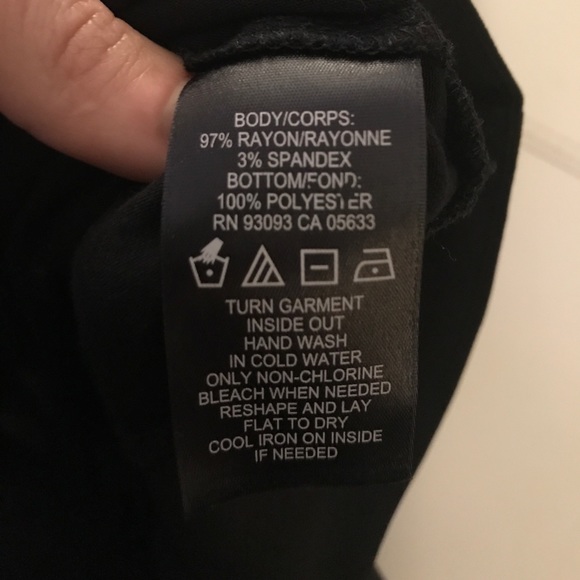 BODY/CORPS:
97% RAYON/RAYONNE
3% SPANDEX
BOTTOM/FOND:
100% POLYESTER
RN 93093 CA 05633
TURN GARMENT
INSIDE OUT
HAND WASH
IN COLD WATER
ONLY NON-CHLORINE
BLEACH WHEN NEEDED
RESHAPE AND LAY
FLAT TO DRY
COOL IRON ON INSIDE
IF NEEDED